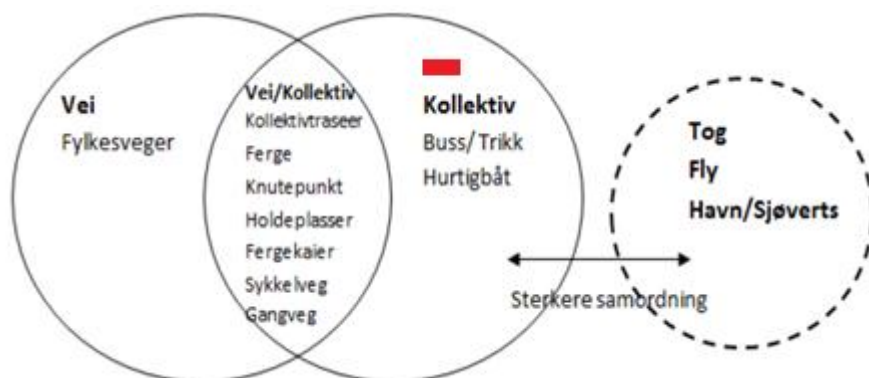 Vei
Fylkesveger
Vei/Kollektiv
Kollektivtraseer
Ferge
Knutepunkt
Holdeplasser
Fergekaier
Sykkelveg
Gangveg
Kollektiv
Buss/Trikk
Hurtigbåt
Tog
Fly
Havn/Sjøverts
Sterkere samordning